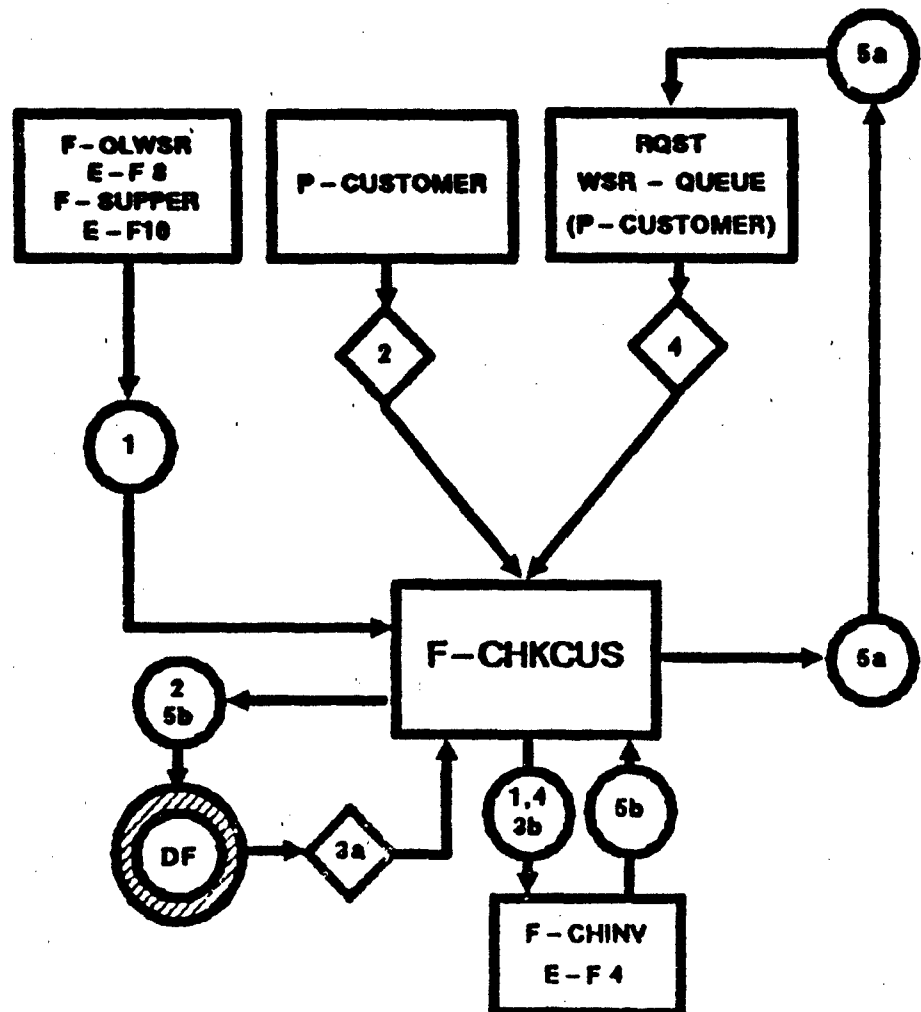 5a
F-OLWSR
E-F 8
F-SUPPER
E-F10
P-CUSTOMER
RQST
WSR-QUEUE
(P-CUSTOMER)
2
4
1
F-CHKCUS
5a
2
5b
1,4
3b
5b
DF
3a
F-CHINV
E-F 4